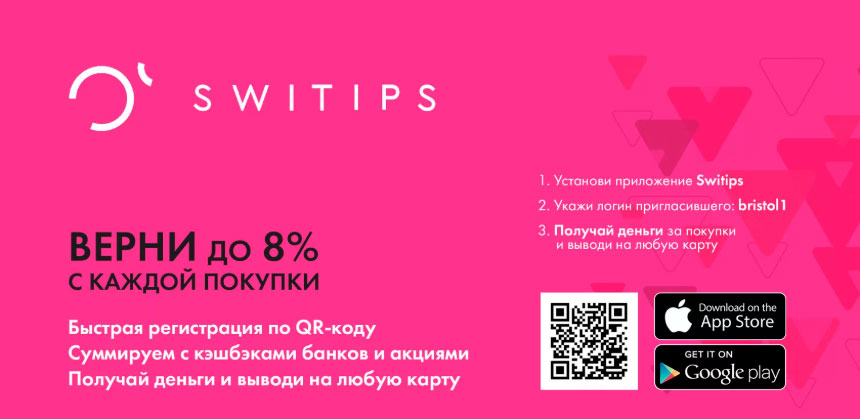 SWITIPS
ВЕРНИ до 8%
С КАЖДОЙ ПОКУПКИ
Быстрая регистрация по QR-коду
Суммируем с кэшбэками банков и акциями
Получай деньги и выводи на любую карту
1. Установи приложение Switips
2. Укажи логин пригласившего: bristol1
3. Получай деньги за покупки
и выводи на любую карту
Download on the
App Store
GET IT ON
Google play